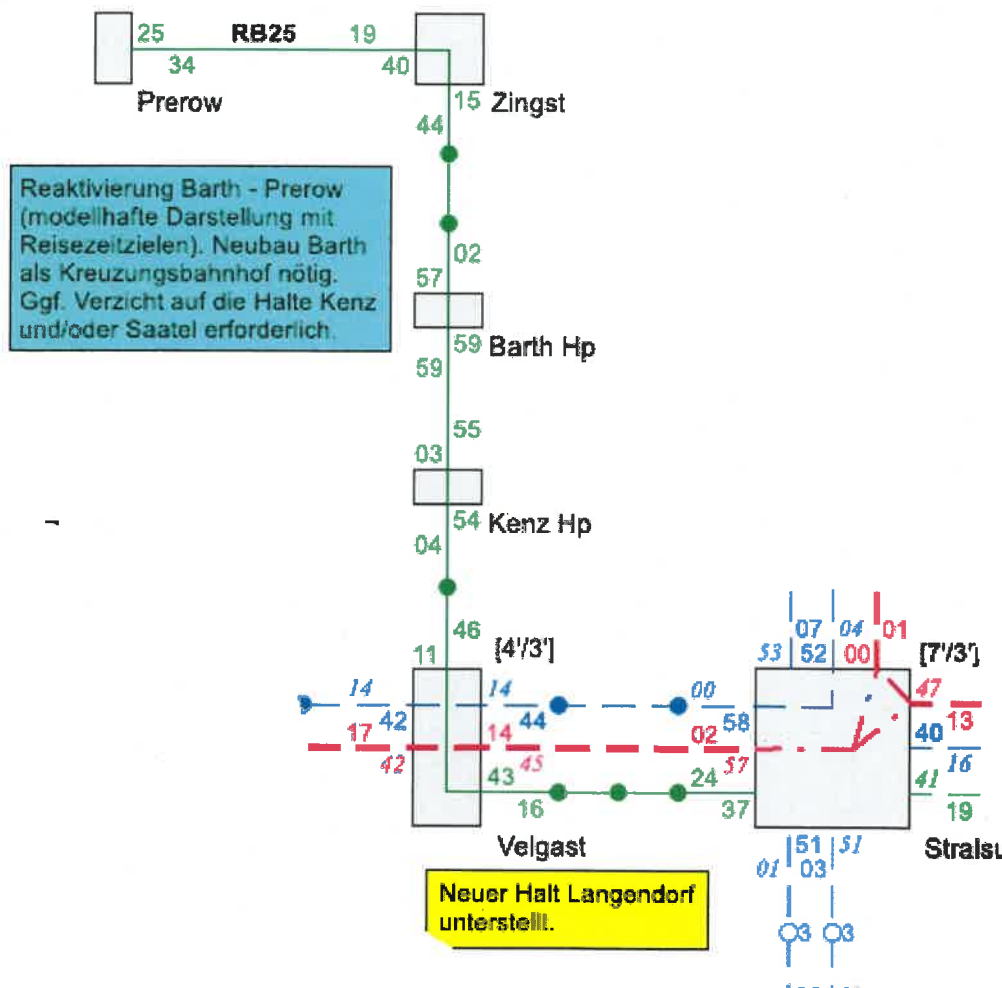 25 RB25 19
34 40
Prerow
15 Zingst
44
Reaktivierung Barth - Prerow
(modellhafte Darstellung mit
Reisezeitzielen). Neubau Barth
als Kreuzungsbahnhof nötig.
Ggf. Verzicht auf die Halte Kenz
und/oder Saatel erforderlich.
02
57
59 Barth Hp
59
55
03
54 Kenz Hp
04
46
11 [4'/3']
07 04 01
53 52 00 [7'/3']
14 14 00 47
42 44 58 13
17 14 02 40
42 45 57 16
43 24 41
16 37 19
Velgast
51 51 Stralsu
01 03
Neuer Halt Langendorf
unterstellt.
3 3